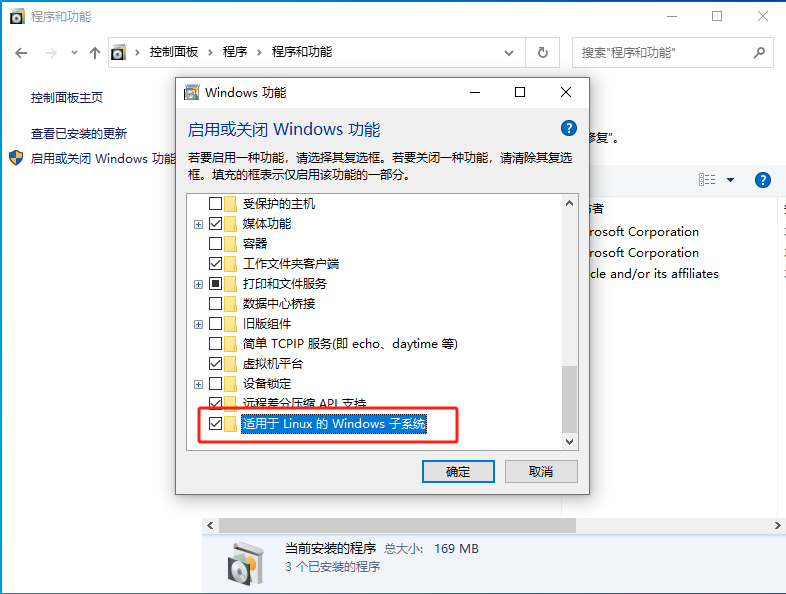 程序和功能
控制面板 › 程序 › 程序和功能
搜索"程序和功能"
控制面板主页
查看已安装的更新
启用或关闭 Windows 功能
修复"。
Windows 功能
启用或关闭 Windows 功能
若要启用一种功能，请选择其复选框。若要关闭一种功能，请清除其复选
框。填充的框表示仅启用该功能的一部分。
受保护的主机
媒体功能
容器
工作文件夹客户端
打印和文件服务
数据中心桥接
旧版组件
简单 TCPIP 服务(即 echo、daytime 等)
虚拟机平台
设备锁定
远程差分压缩 API 支持
适用于 Linux 的 Windows 子系统
确定
取消
者
rosoft Corporation
rosoft Corporation
cle and/or its affiliates
当前安装的程序 总大小: 169 MB
3 个已安装的程序